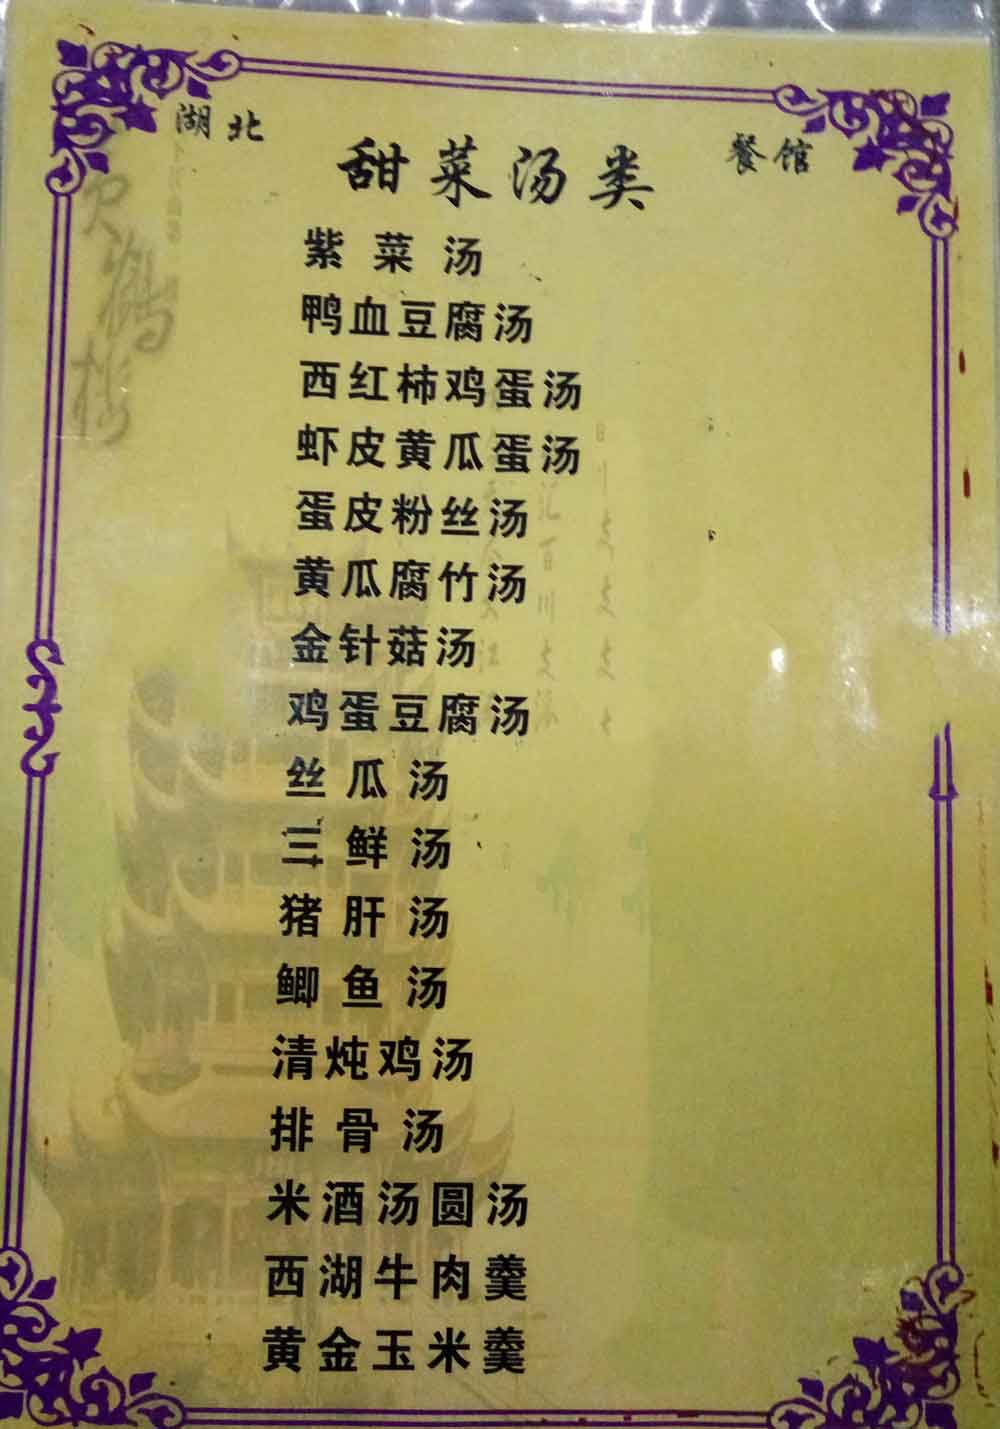 湖北
甜菜汤类
餐馆
紫菜汤
鸭血豆腐汤
西红柿鸡蛋汤
虾皮黄瓜蛋汤
蛋皮粉丝汤
黄瓜腐竹汤
金针菇汤
鸡蛋豆腐汤
丝瓜汤
三鲜汤
猪肝汤
鲫鱼汤
清炖鸡汤
排骨汤
米酒汤圆汤
西湖牛肉羹
黄金玉米羹